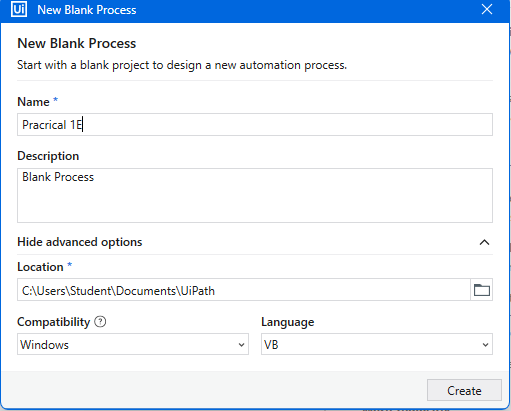 Ui New Blank Process
New Blank Process
Start with a blank project to design a new automation process.
Name *
Pracrical 1E
Description
Blank Process
Hide advanced options
Location *
C:\Users\Student\Documents\UiPath
Compatibility ?
Language
Windows
VB
Create